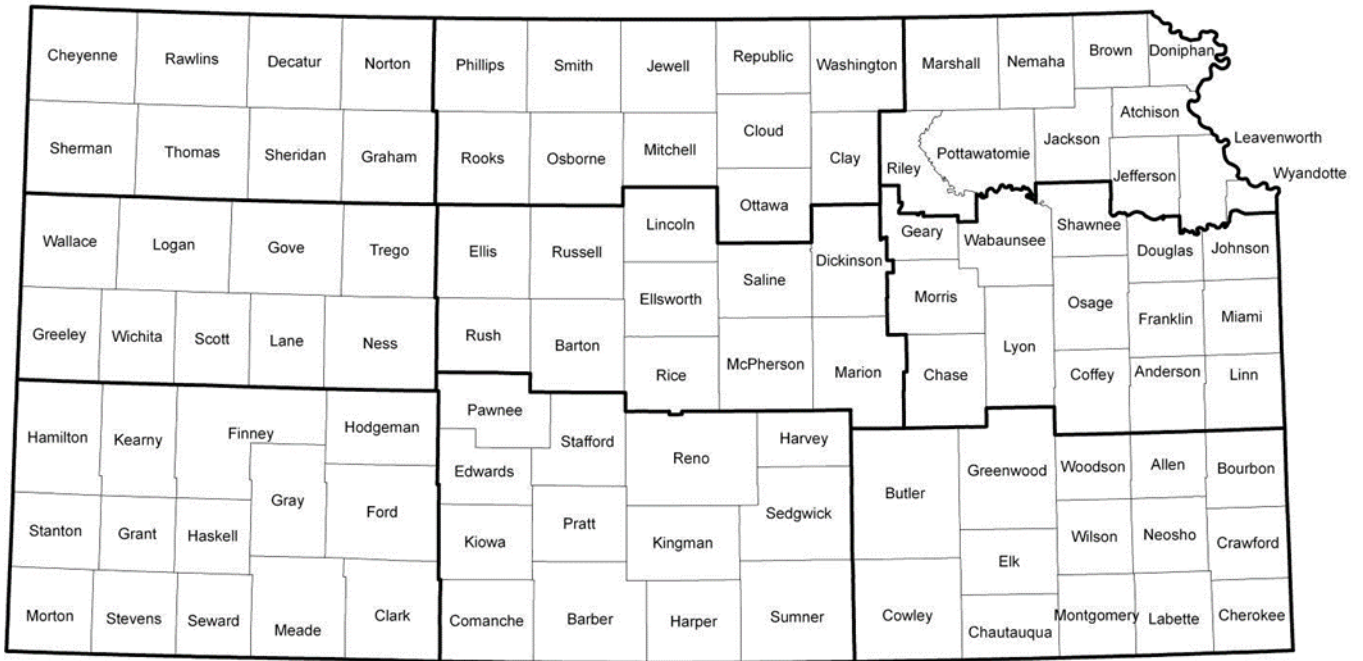 Cheyenne
Rawlins
Decatur
Norton
Phillips
Smith
Jewell
Republic
Washington
Marshall
Nemaha
Brown
Doniphan
Sherman
Thomas
Sheridan
Graham
Rooks
Osborne
Mitchell
Cloud
Clay
Riley
Pottawatomie
Jackson
Atchison
Jefferson
Leavenworth
Wyandotte
Wallace
Logan
Gove
Trego
Ellis
Russell
Lincoln
Ottawa
Dickinson
Geary
Wabaunsee
Shawnee
Douglas
Johnson
Greeley
Wichita
Scott
Lane
Ness
Rush
Barton
Ellsworth
Saline
Morris
Lyon
Osage
Franklin
Miami
Rice
McPherson
Marion
Chase
Coffey
Anderson
Linn
Hamilton
Kearny
Finney
Hodgeman
Pawnee
Stafford
Reno
Harvey
Edwards
Butler
Greenwood
Woodson
Allen
Bourbon
Stanton
Grant
Haskell
Gray
Ford
Kiowa
Pratt
Kingman
Sedgwick
Elk
Wilson
Neosho
Crawford
Morton
Stevens
Seward
Meade
Clark
Comanche
Barber
Harper
Sumner
Cowley
Chautauqua
Montgomery
Labette
Cherokee